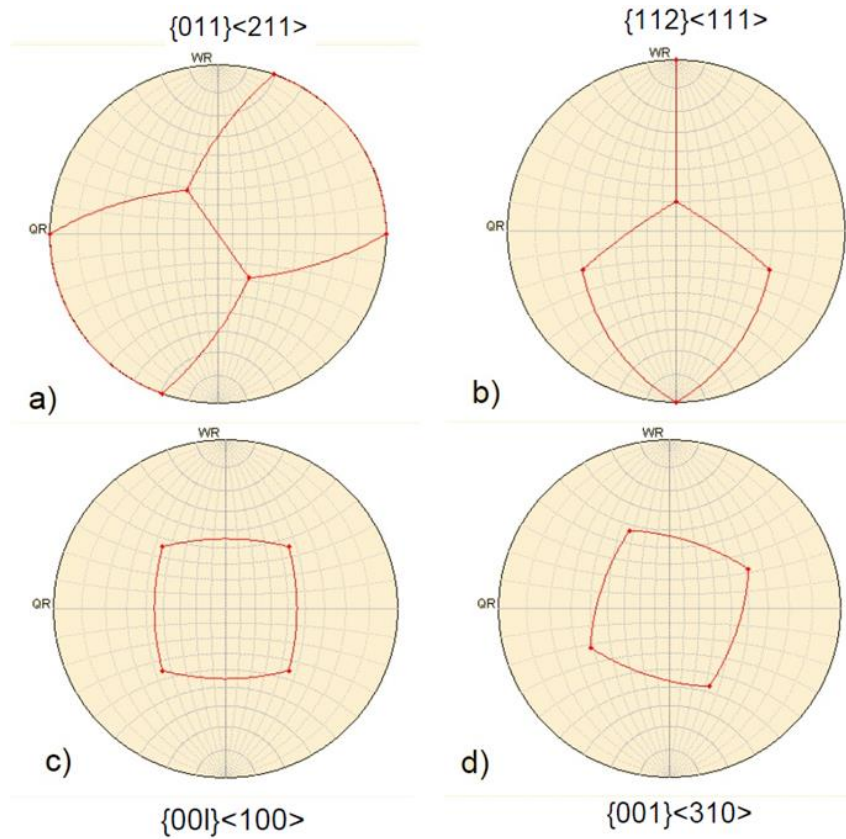 {011}<211>
{112}<111>
WR
WR
QR
QR
a)
b)
WR
WR
QR
QR
c)
d)
{00l}<100>
{001}<310>